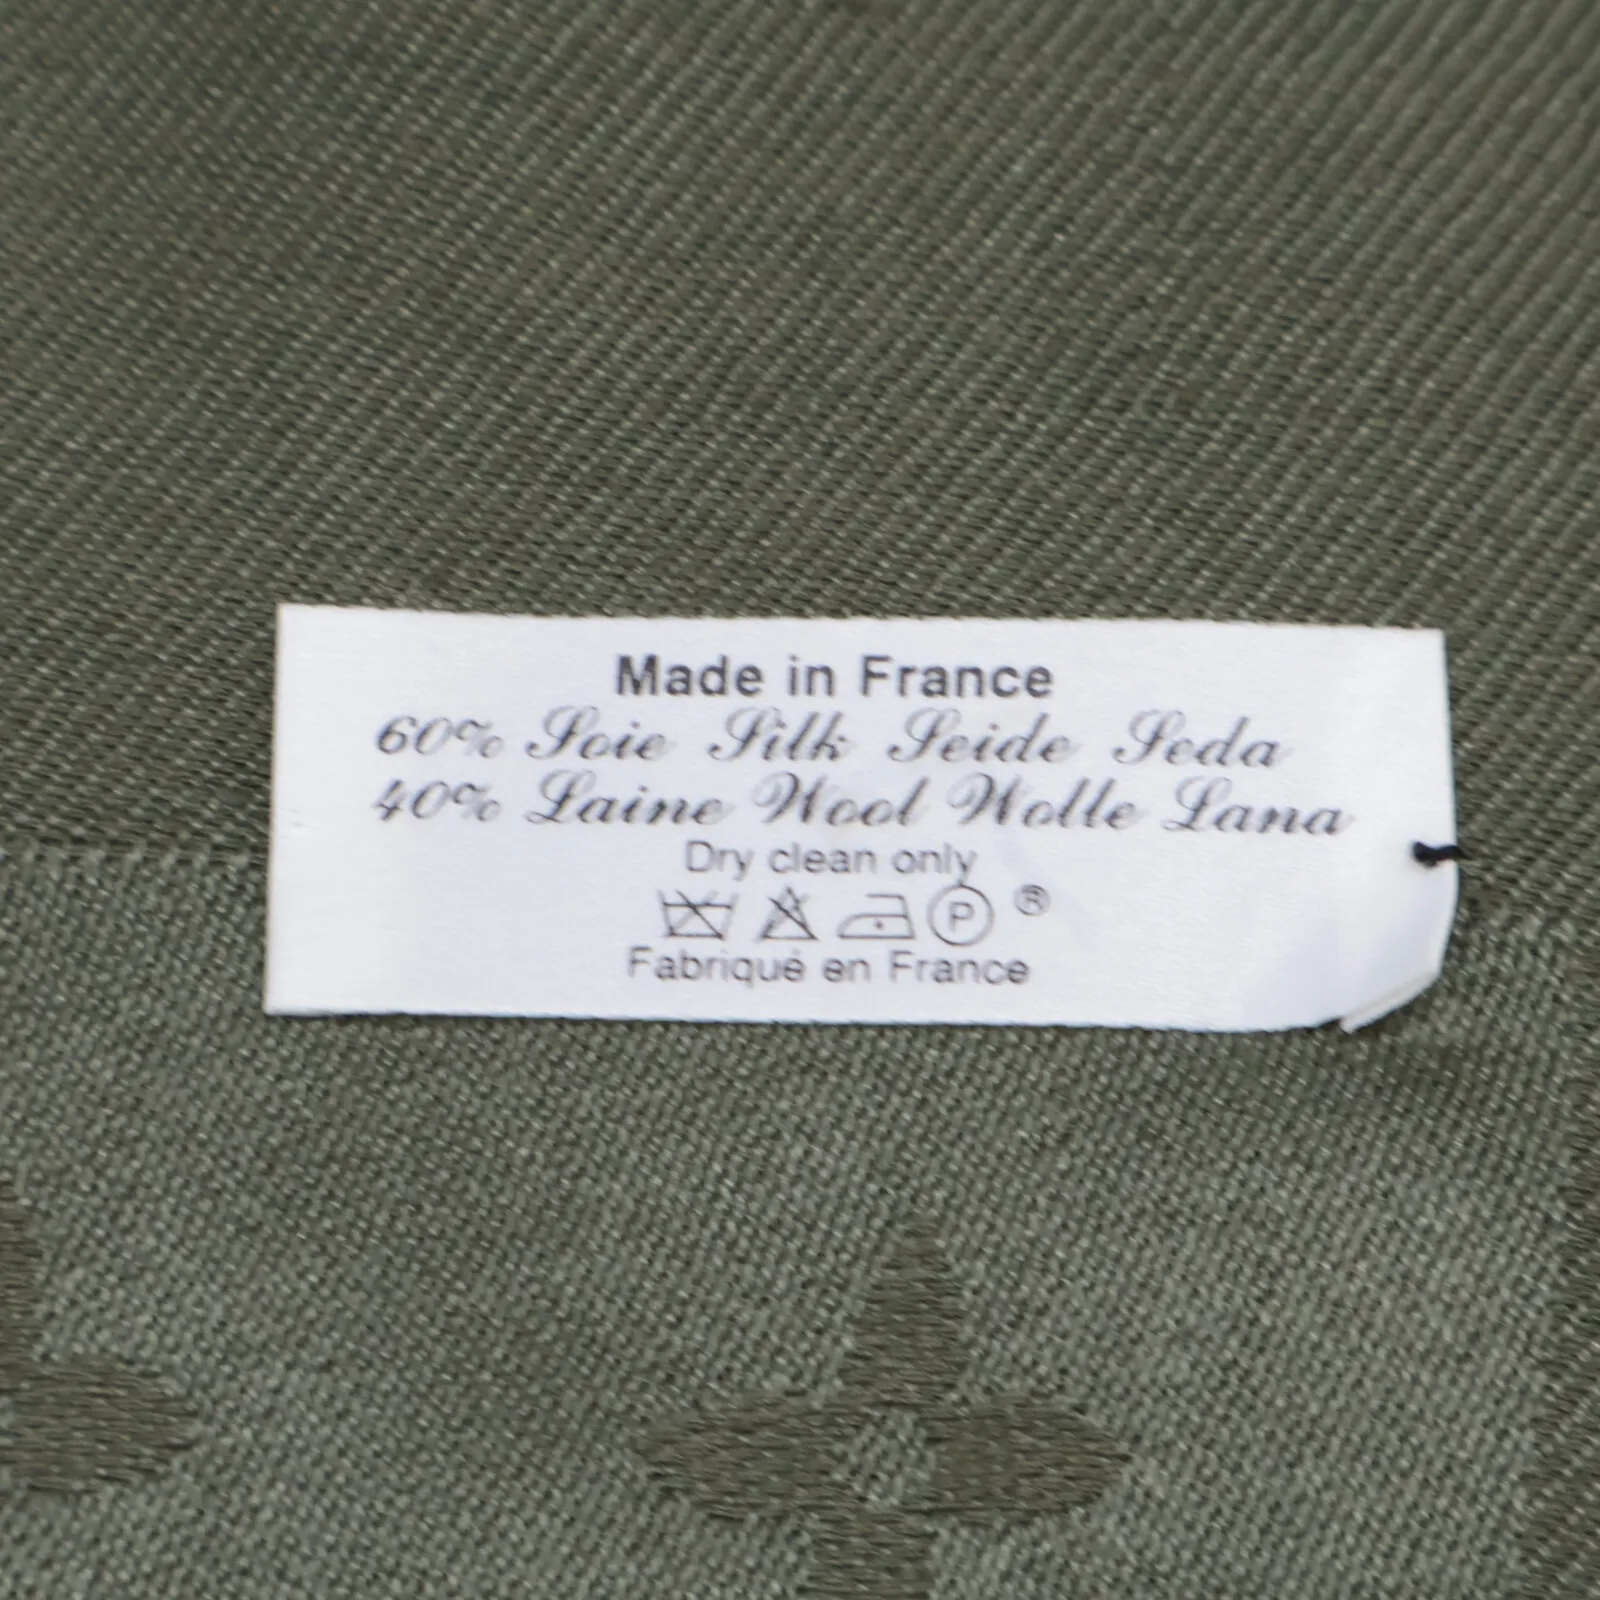 Made in France
60% Soie Silk Seide Seda
40% Laine Wool Wolle Lana
Dry clean only
P ®
Fabriqué en France